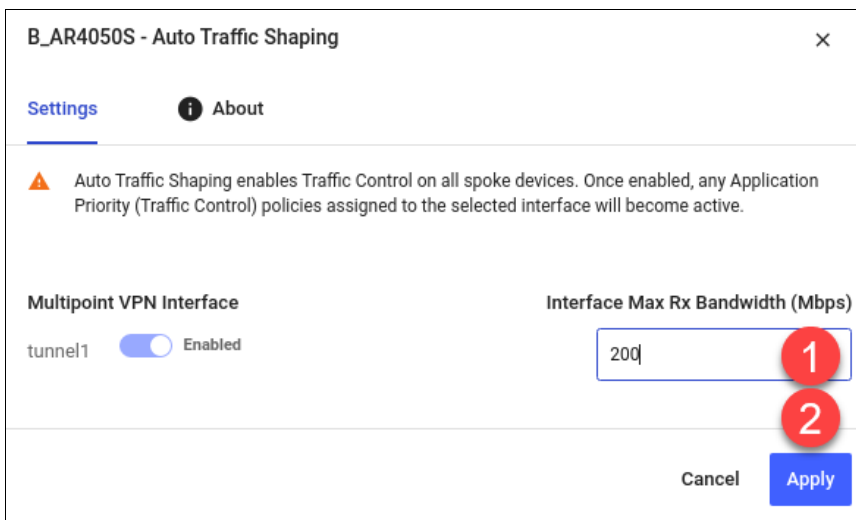 B_AR4050S - Auto Traffic Shaping
Settings
About
Auto Traffic Shaping enables Traffic Control on all spoke devices. Once enabled, any Application
Priority (Traffic Control) policies assigned to the selected interface will become active.
Multipoint VPN Interface
Interface Max Rx Bandwidth (Mbps)
tunnel1
Enabled
200
1
2
Cancel
Apply